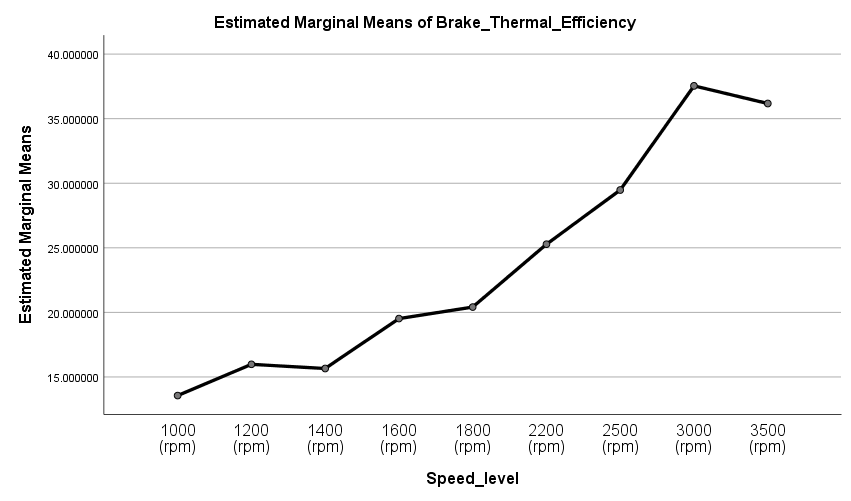 Estimated Marginal Means of Brake_Thermal_Efficiency
Estimated Marginal Means
40.000000
35.000000
30.000000
25.000000
20.000000
15.000000
1000 1200 1400 1600 1800 2200 2500 3000 3500
(rpm) (rpm) (rpm) (rpm) (rpm) (rpm) (rpm) (rpm) (rpm)
Speed_level